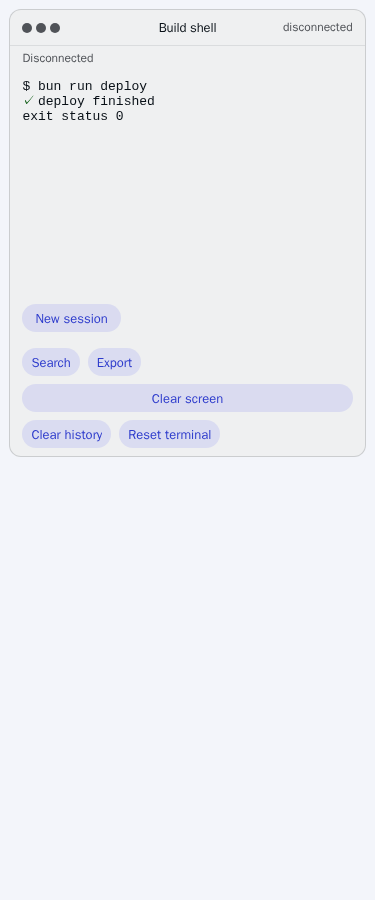 Build shell
disconnected
Disconnected
$ bun run deploy
✓ deploy finished
exit status 0
New session
Search
Export
Clear screen
Clear history
Reset terminal